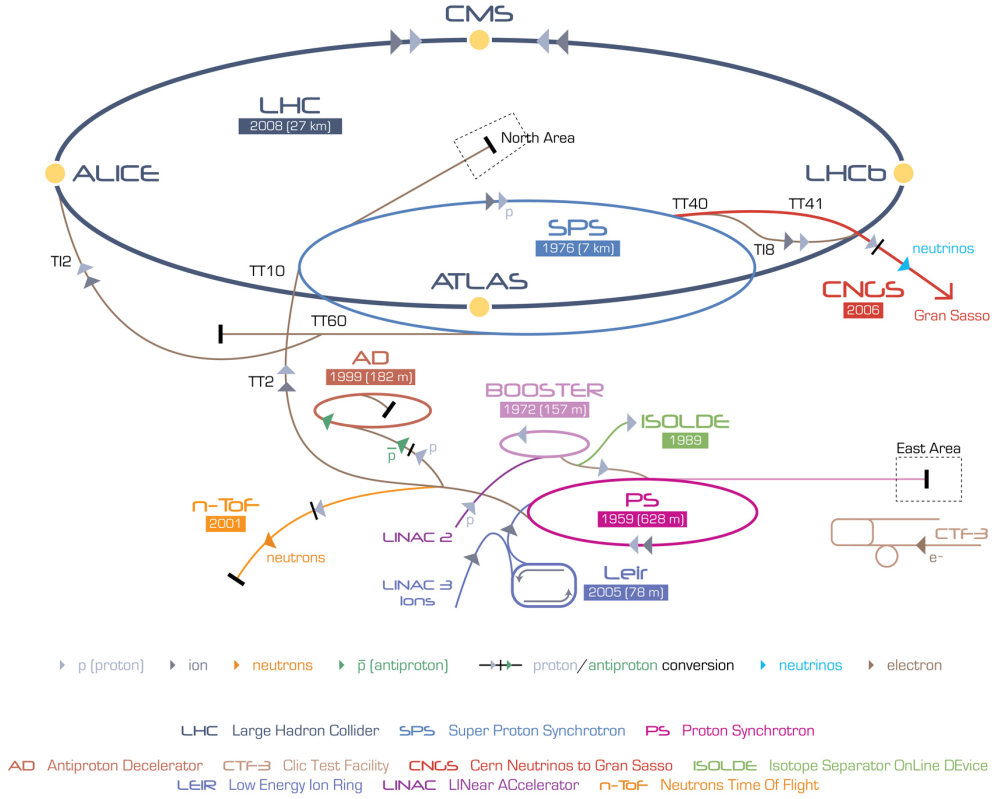 CMS
LHC
2008 (27 km)
North Area
ALICE
LHCb
TT40
TT41
p
SPS
1976 (7 km)
TI8
neutrinos
TI2
TT10
ATLAS
CNGS
2006
Gran Sasso
TT60
AD
1999 (182 m)
TT2
BOOSTER
1972 (157 m)
ISOLDE
1989
p
p̅
East Area
n-ToF
2001
PS
1959 (628 m)
p
LINAC 2
neutrons
CTF-3
e-
LINAC 3
Ions
Leir
2005 (78 m)
p (proton)
ion
neutrons
p̅ (antiproton)
proton/antiproton conversion
neutrinos
electron
LHC Large Hadron Collider
SPS Super Proton Synchrotron
PS Proton Synchrotron
AD Antiproton Decelerator
CTF-3 Clic Test Facility
CNGS Cern Neutrinos to Gran Sasso
ISOLDE Isotope Separator OnLine DEvice
LEIR Low Energy Ion Ring
LINAC LINear ACcelerator
n-ToF Neutrons Time Of Flight